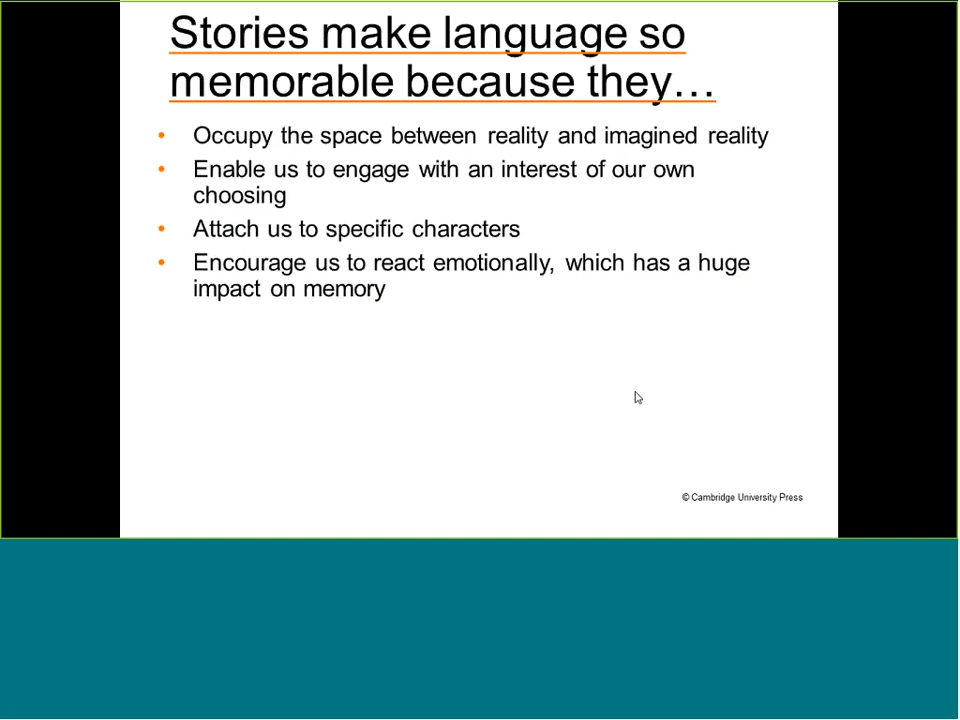 Stories make language so
memorable because they…
• Occupy the space between reality and imagined reality
• Enable us to engage with an interest of our own
choosing
• Attach us to specific characters
• Encourage us to react emotionally, which has a huge
impact on memory
© Cambridge University Press